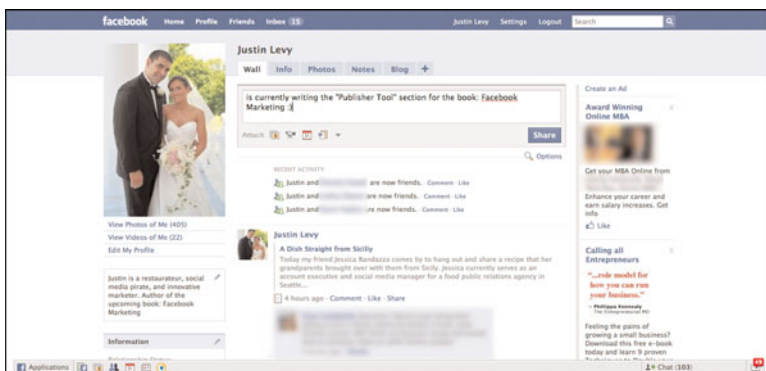 facebook Home Profile Friends Inbox 15 Justin Levy Settings Logout Search
Justin Levy
Wall Info Photos Notes Blog +
is currently writing the "Publisher Tool" section for the book: Facebook
Marketing :)
Attach Share
Options
RECENT ACTIVITY
Justin and are now friends. · Comment · Like
Justin and are now friends. · Comment · Like
Justin and are now friends. · Comment · Like
Justin Levy
A Dish Straight from Sicily
Today my friend Jessica Randazza comes by to hang out and share a recipe that her
grandparents brought over with them from Sicily. Jessica currently serves as an
account executive and social media manager for a food public relations agency in
Seattle...
4 hours ago · Comment · Like · Share
View Photos of Me (405)
View Videos of Me (22)
Edit My Profile
Justin is a restaurateur, social
media pirate, and innovative
marketer. Author of the
upcoming book: Facebook
Marketing
Information
Relationship Status
Create an Ad
Award Winning
Online MBA
Get your MBA Online from
Enhance your career and
earn salary increases. Get
info
Like
Calling all
Entrepreneurs
"...role model for
how you can run
your business."
- Philippa Kennealy
The Entrepreneurial MD
Feeling the pains of
growing a small business?
Download this free e-book
today and learn 9 proven
Applications
Chat (103)